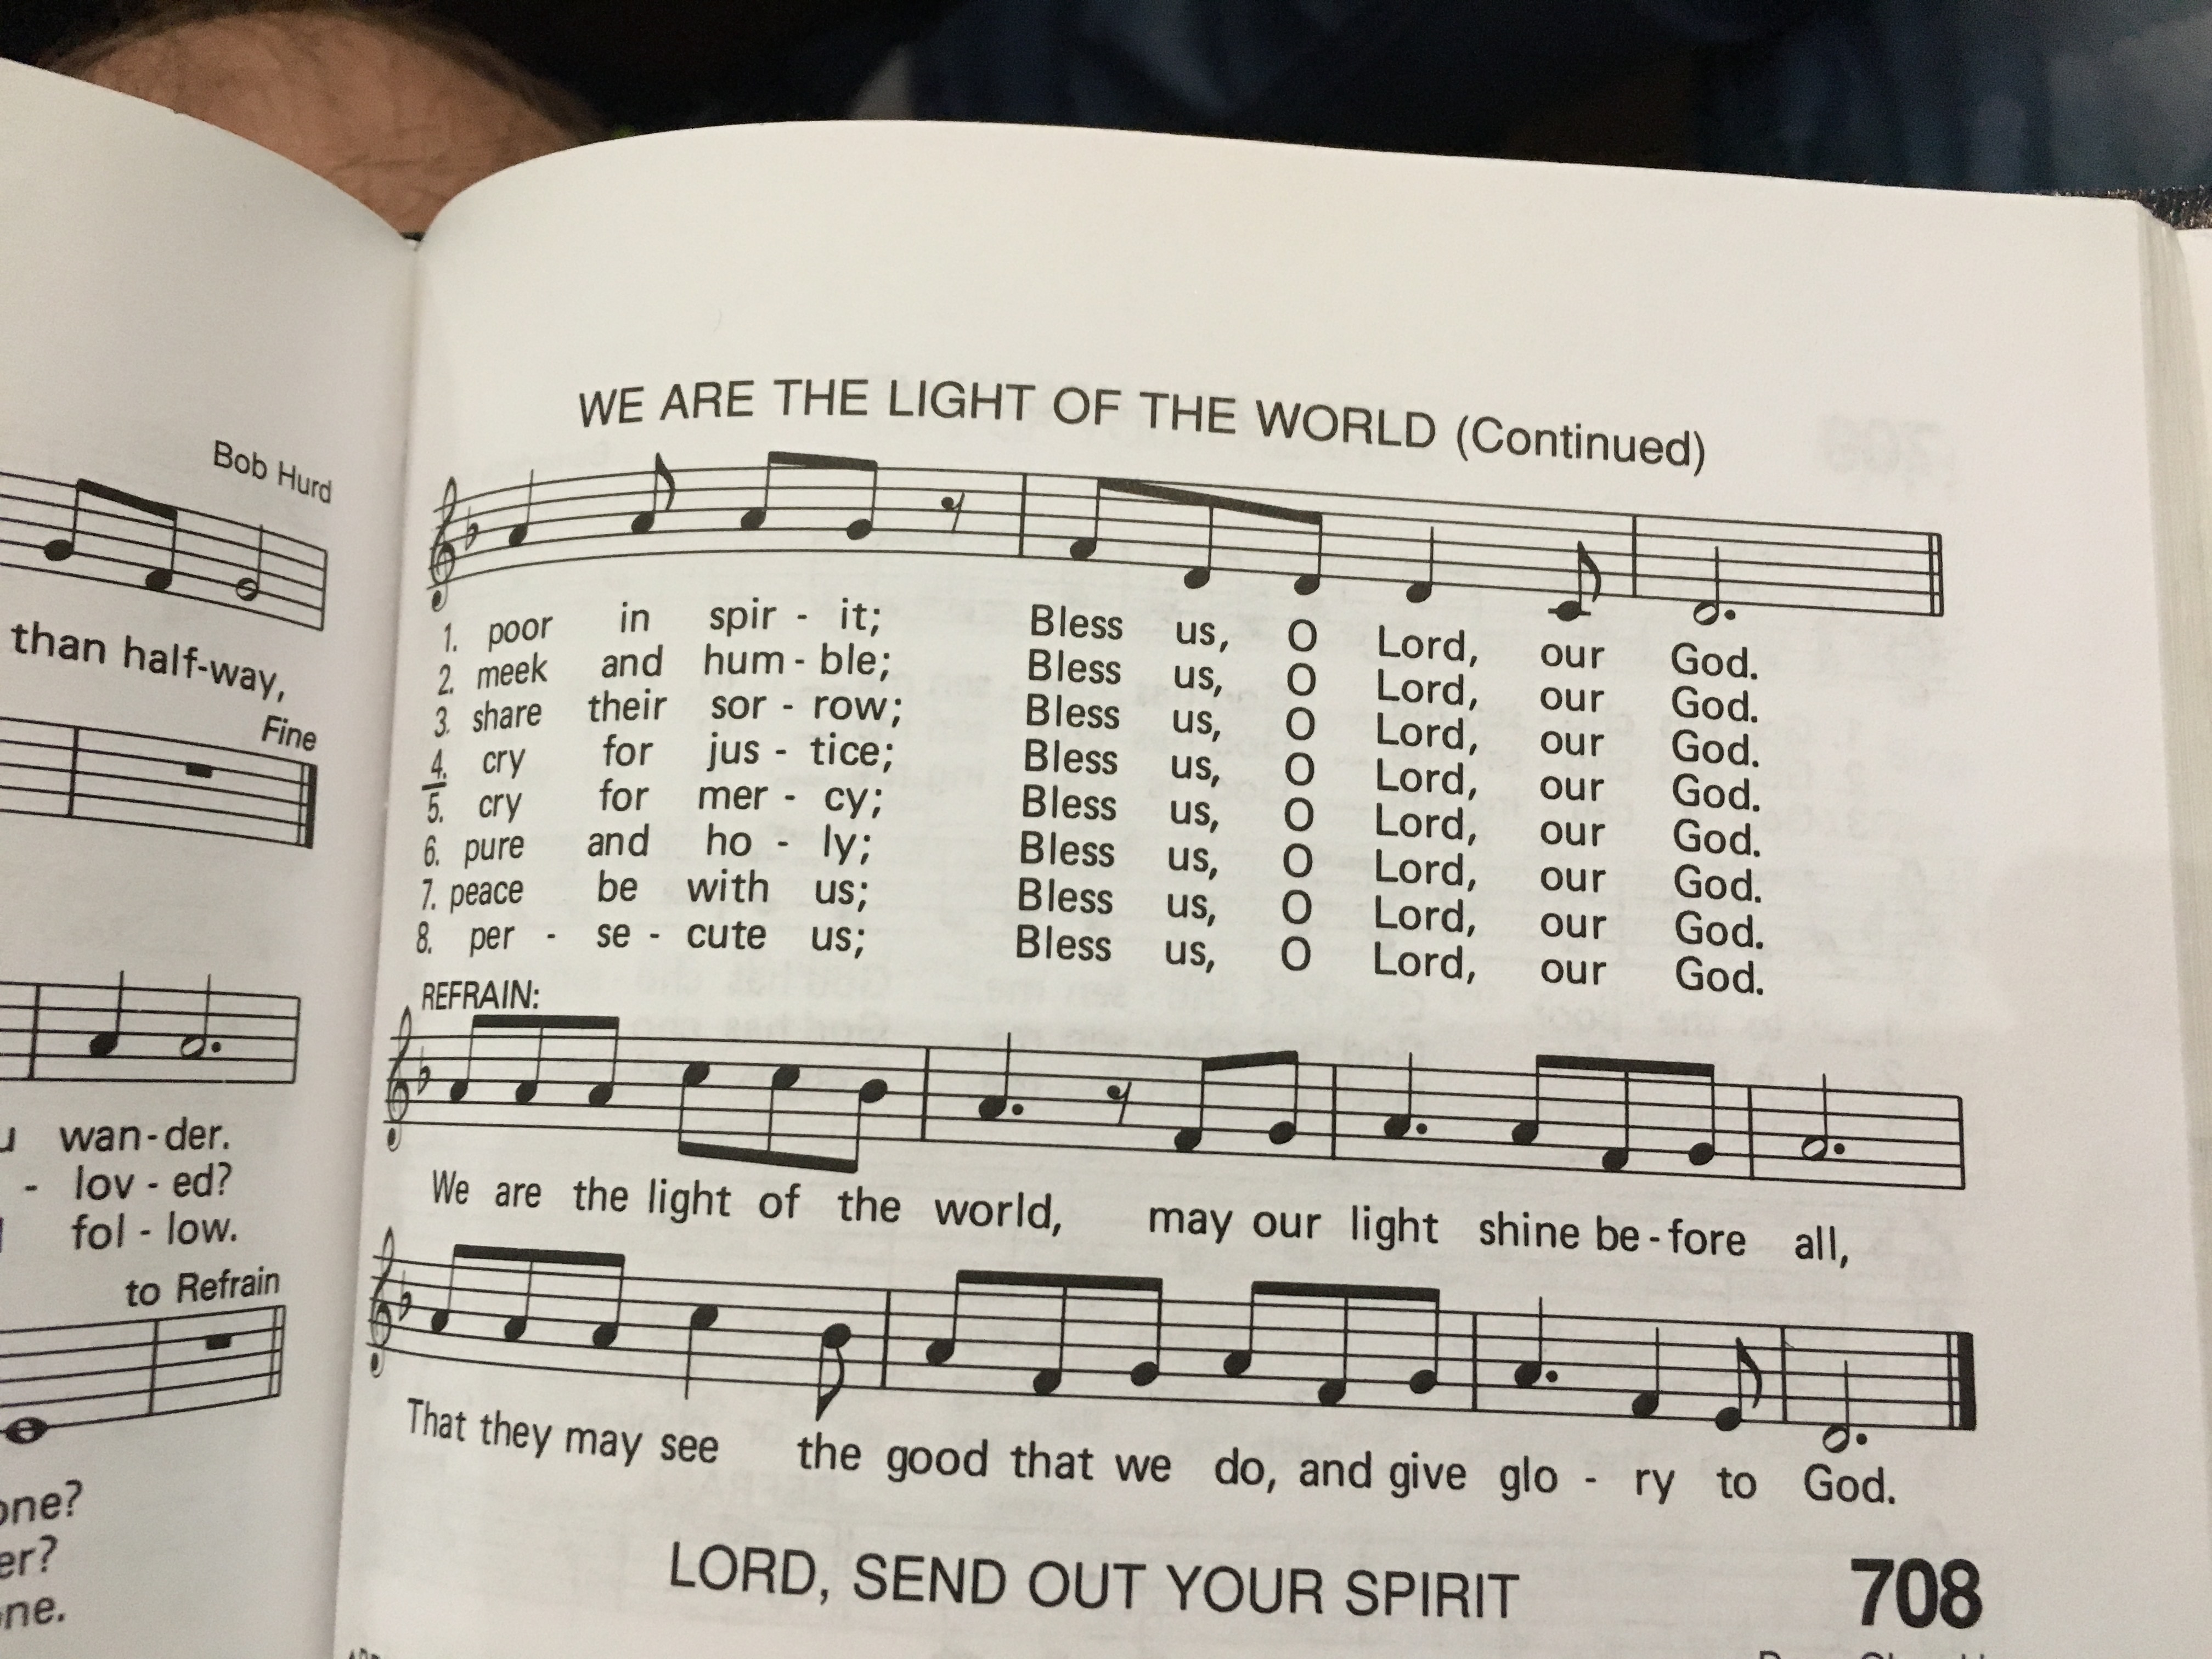 Bob Hurd
than half-way,
Fine
wan-der.
- lov - ed?
fol - low.
to Refrain
WE ARE THE LIGHT OF THE WORLD (Continued)
1. poor in spir - it; Bless us, O Lord, our God.
2. meek and hum - ble; Bless us, O Lord, our God.
3. share their sor - row; Bless us, O Lord, our God.
4. cry for jus - tice; Bless us, O Lord, our God.
5. cry for mer - cy; Bless us, O Lord, our God.
6. pure and ho - ly; Bless us, O Lord, our God.
7. peace be with us; Bless us, O Lord, our God.
8. per - se - cute us; Bless us, O Lord, our God.
REFRAIN:
We are the light of the world, may our light shine be - fore all,
That they may see the good that we do, and give glo - ry to God.
LORD, SEND OUT YOUR SPIRIT 708